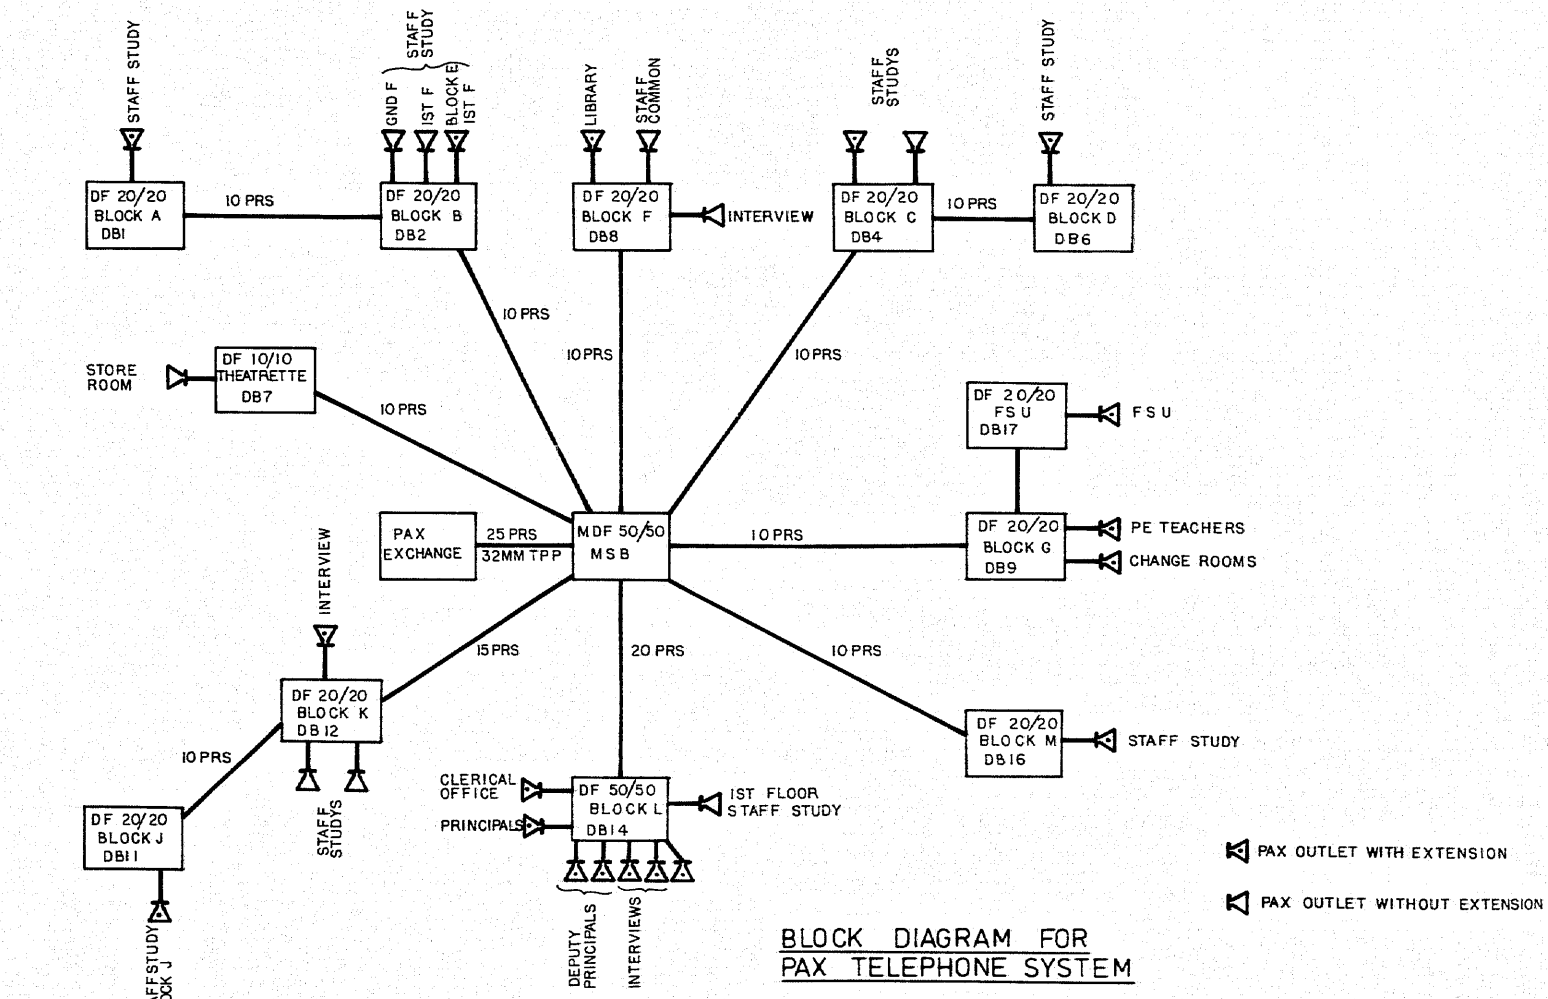 STAFF STUDY
STAFF
STUDY
GND F
IST F
BLOCK E
IST F
LIBRARY
STAFF
COMMON
STAFF
STUDYS
STAFF STUDY
DF 20/20
BLOCK A
DB1
10 PRS
DF 20/20
BLOCK B
DB2
DF 20/20
BLOCK F
DB8
INTERVIEW
DF 20/20
BLOCK C
DB4
10 PRS
DF 20/20
BLOCK D
DB6
10 PRS
10 PRS
10 PRS
STORE
ROOM
DF 10/10
THEATRETTE
DB7
10 PRS
DF 20/20
FSU
DB17
FSU
PAX
EXCHANGE
25 PRS
32MM TPP
MDF 50/50
MSB
10 PRS
DF 20/20
BLOCK G
DB9
PE TEACHERS
CHANGE ROOMS
INTERVIEW
15 PRS
20 PRS
10 PRS
DF 20/20
BLOCK K
DB12
10 PRS
STAFF
STUDYS
DF 20/20
BLOCK M
DB16
STAFF STUDY
CLERICAL
OFFICE
PRINCIPALS
DF 50/50
BLOCK L
DB14
1ST FLOOR
STAFF STUDY
DF 20/20
BLOCK J
DB11
DEPUTY
PRINCIPALS
INTERVIEWS
AFF STUDY
OCK J
PAX OUTLET WITH EXTENSION
PAX OUTLET WITHOUT EXTENSION
BLOCK DIAGRAM FOR
PAX TELEPHONE SYSTEM